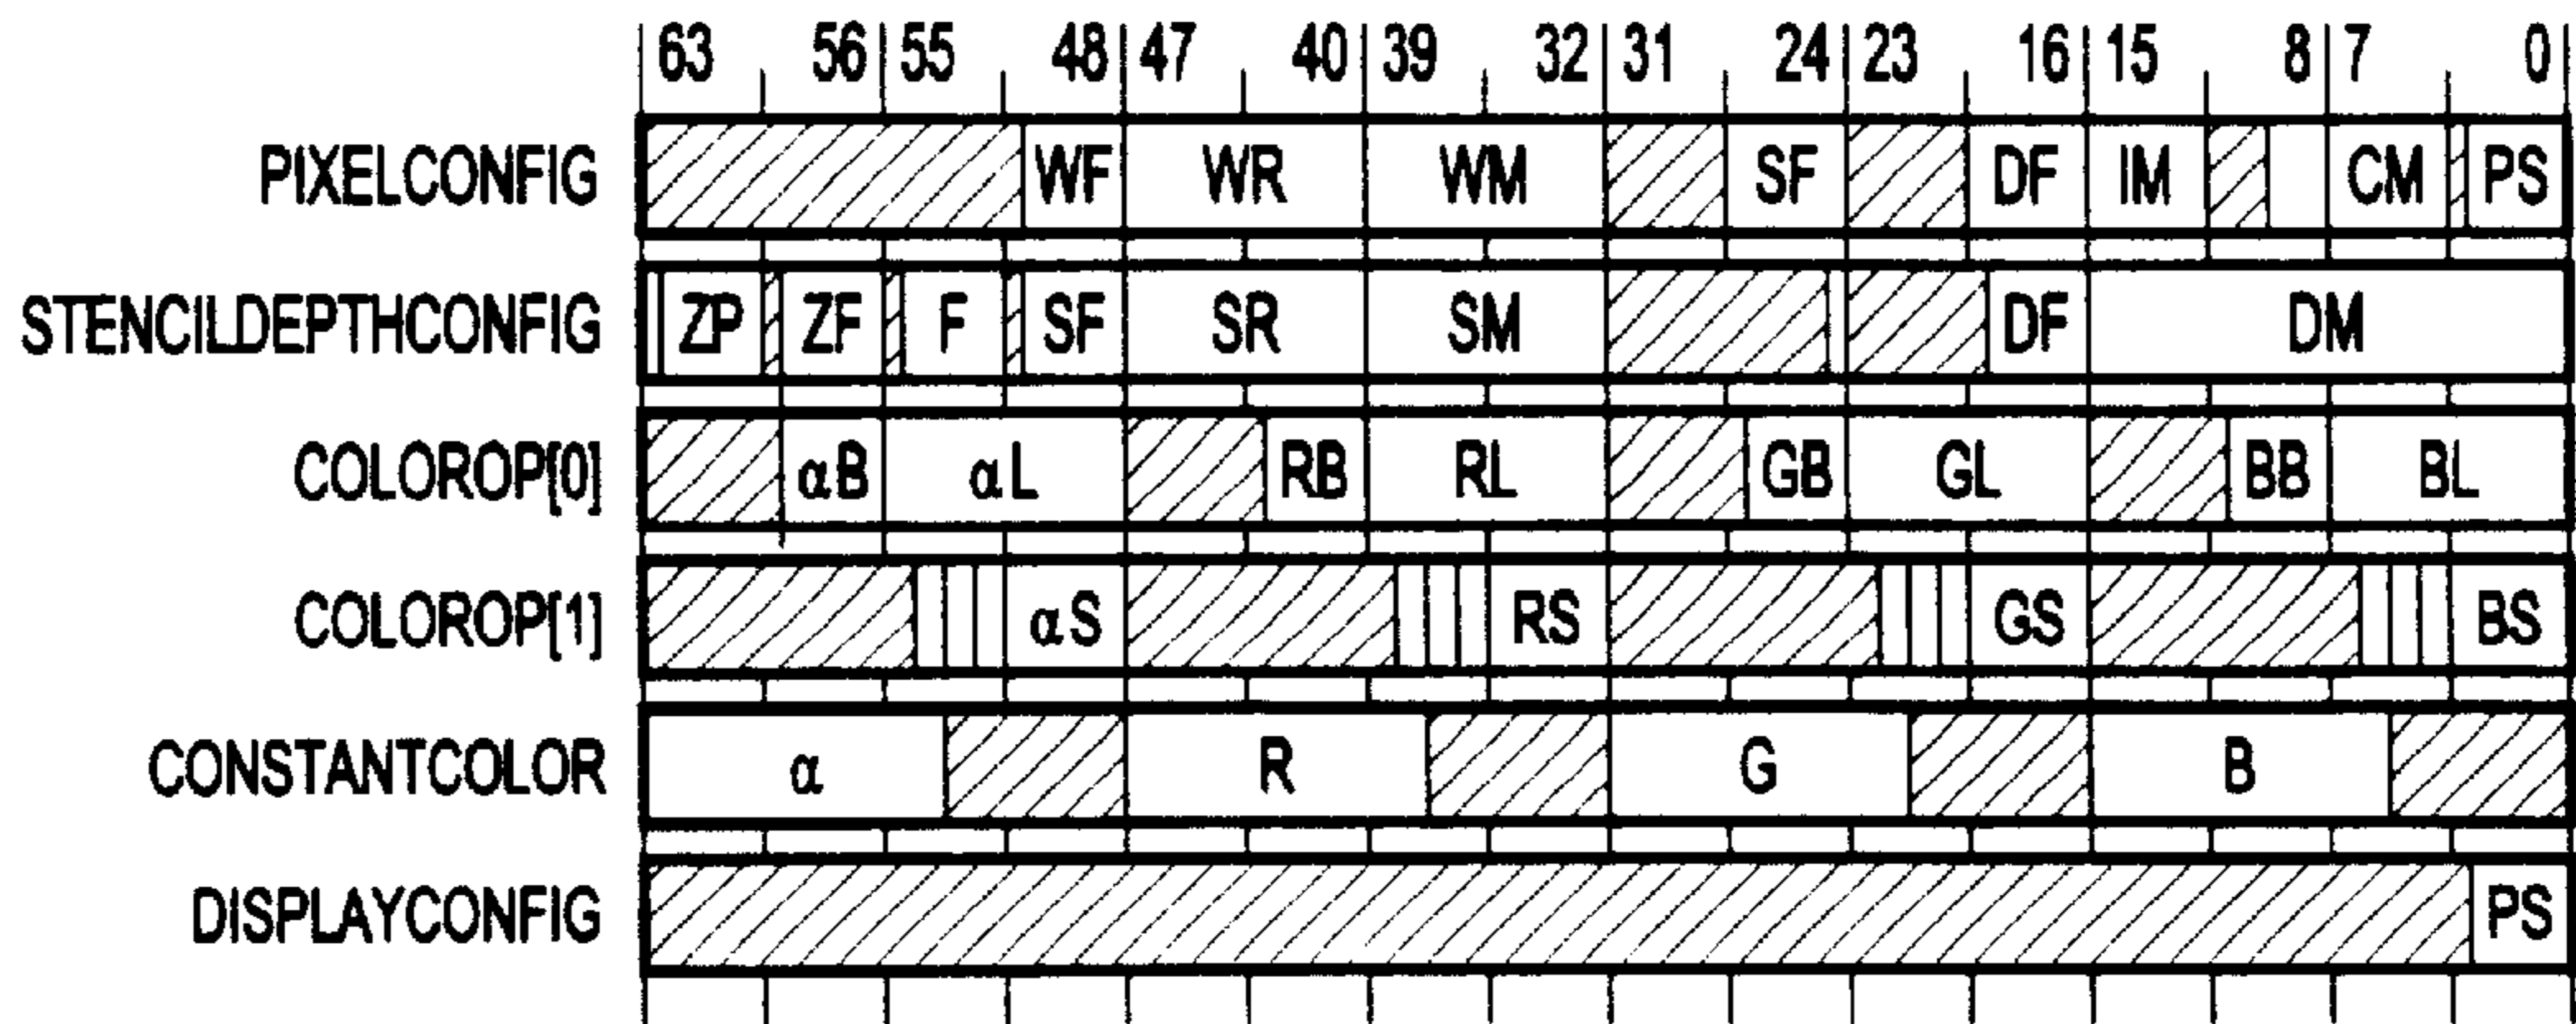 63 56 55 48 47 40 39 32 31 24 23 16 15 8 7 0
PIXELCONFIG WF WR WM SF DF IM CM PS
STENCILDEPTHCONFIG ZP ZF F SF SR SM DF DM
COLOROP[0] αB αL RB RL GB GL BB BL
COLOROP[1] αS RS GS BS
CONSTANTCOLOR α R G B
DISPLAYCONFIG PS